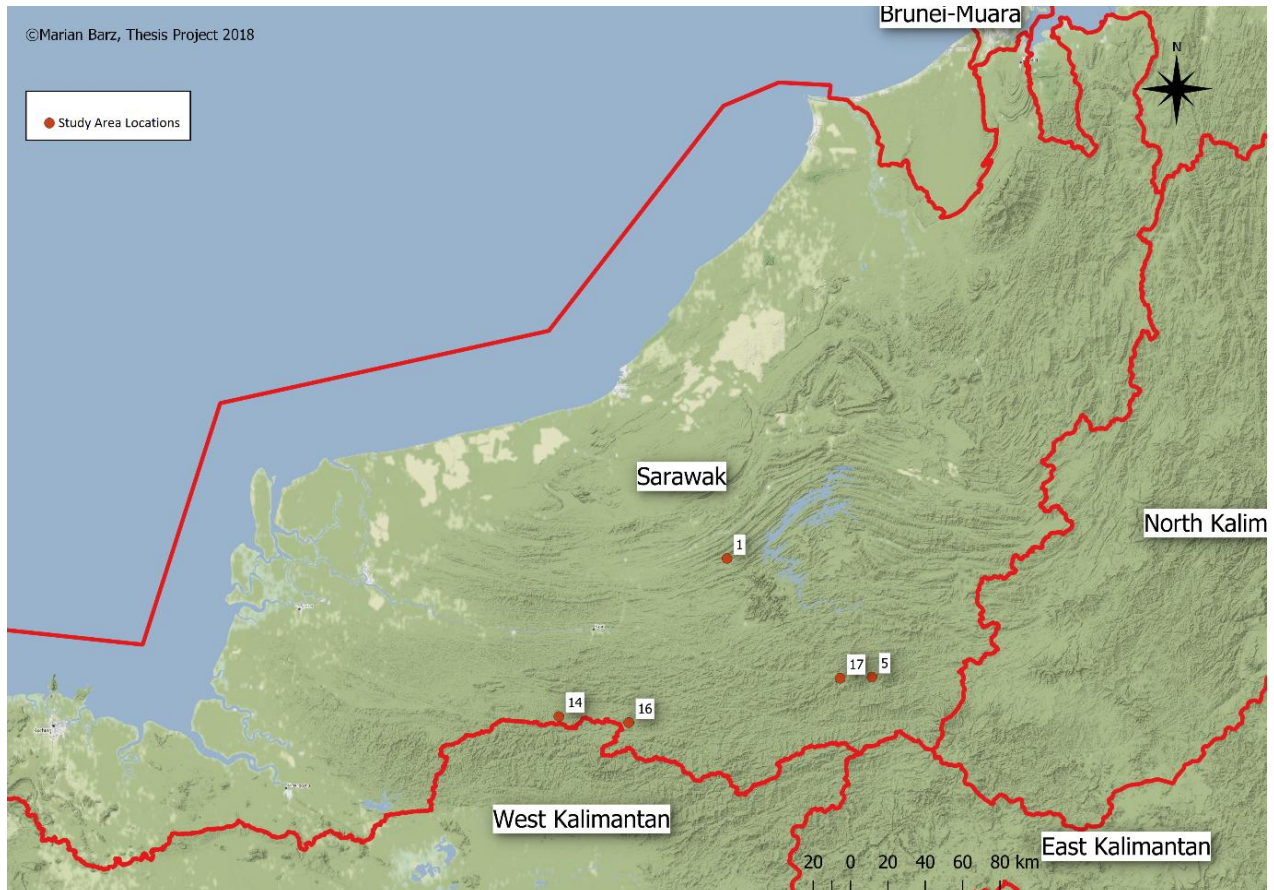 Brunei-Muara
©Marian Barz, Thesis Project 2018
N
Study Area Locations
Sarawak
1
North Kalim
17
5
14
16
West Kalimantan
East Kalimantan
20 0 20 40 60 80 km